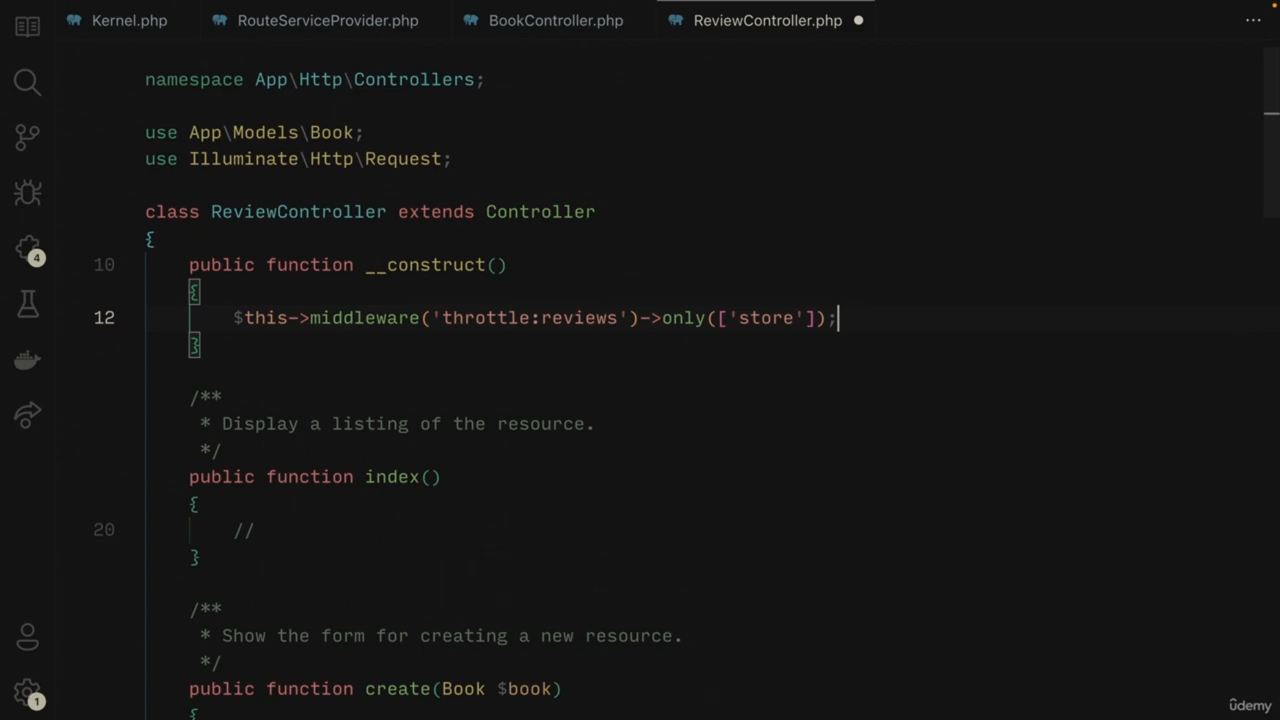 Kernel.php RouteServiceProvider.php BookController.php ReviewController.php
namespace App\Http\Controllers;
use App\Models\Book;
use Illuminate\Http\Request;
class ReviewController extends Controller
{
10 public function __construct()
{
12 $this->middleware('throttle:reviews')->only(['store']);
}
/**
* Display a listing of the resource.
*/
public function index()
{
20 //
}
/**
* Show the form for creating a new resource.
*/
public function create(Book $book)
{
4
1
ûdemy